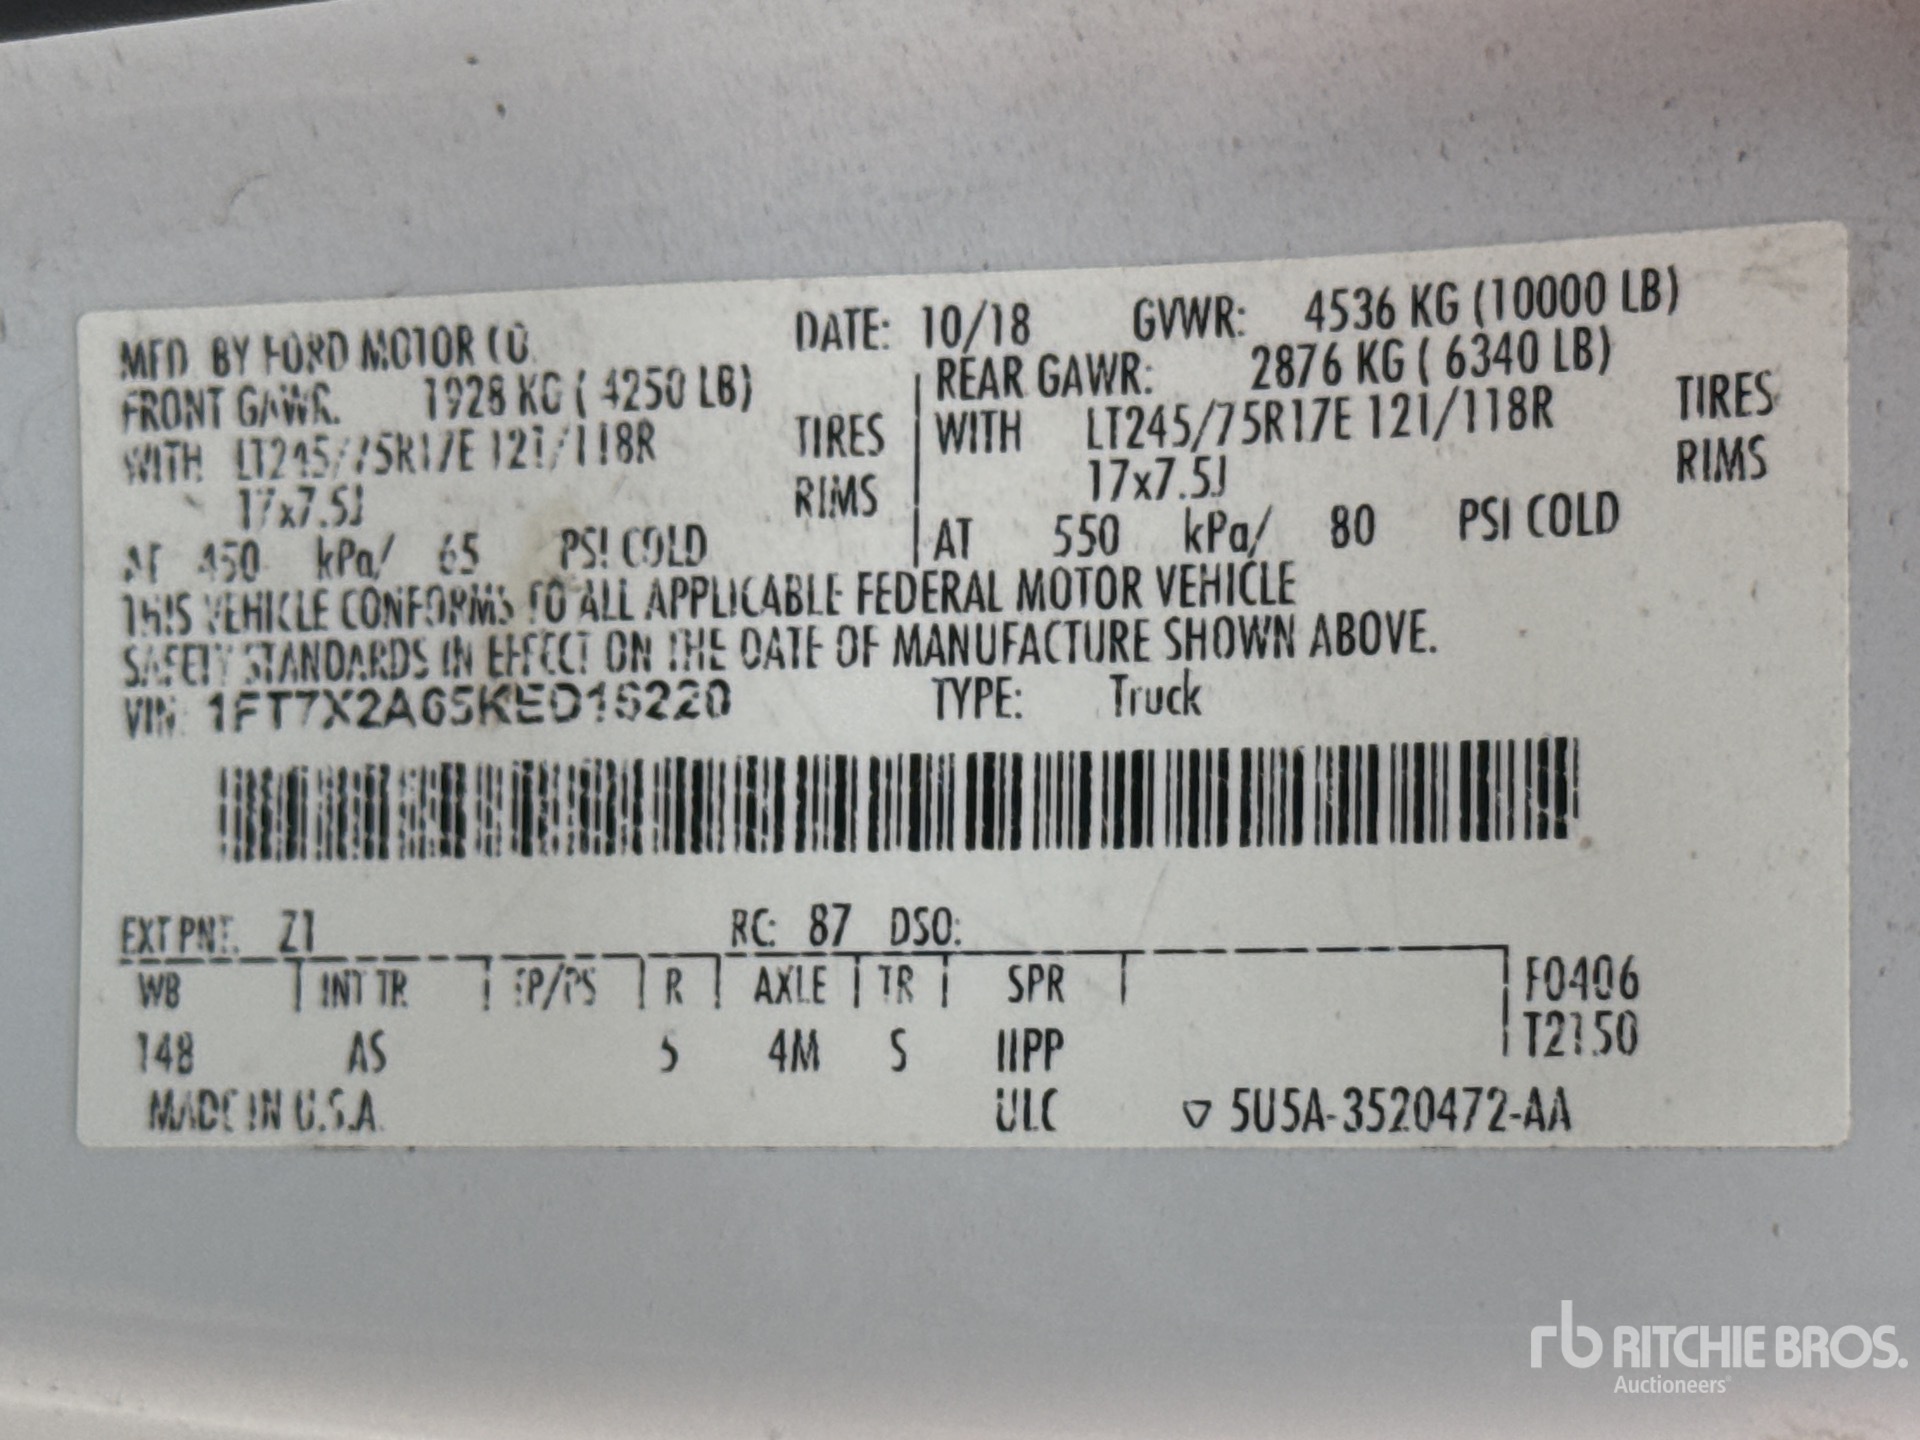 MFD. BY FORD MOTOR CO.
DATE: 10/18 GVWR: 4536 KG (10000 LB)
FRONT GAWR: 1928 KG ( 4250 LB)
WITH LT245/75R17E 121/118R TIRES
17x7.5J RIMS
AT 450 kPa/ 65 PSI COLD
REAR GAWR: 2876 KG ( 6340 LB)
WITH LT245/75R17E 121/118R TIRES
17x7.5J RIMS
AT 550 kPa/ 80 PSI COLD
THIS VEHICLE CONFORMS TO ALL APPLICABLE FEDERAL MOTOR VEHICLE
SAFETY STANDARDS IN EFFECT ON THE DATE OF MANUFACTURE SHOWN ABOVE.
VIN: 1FT7X2A65KED16220 TYPE: Truck
EXT PNT: Z1 RC: 87 DSO:
WB INT TR TP/PS R AXLE TR SPR F0406
148 AS 5 4M S IIPP T2150
MADE IN U.S.A. ULC ▽ 5U5A-3520472-AA
rb RITCHIE BROS.
Auctioneers